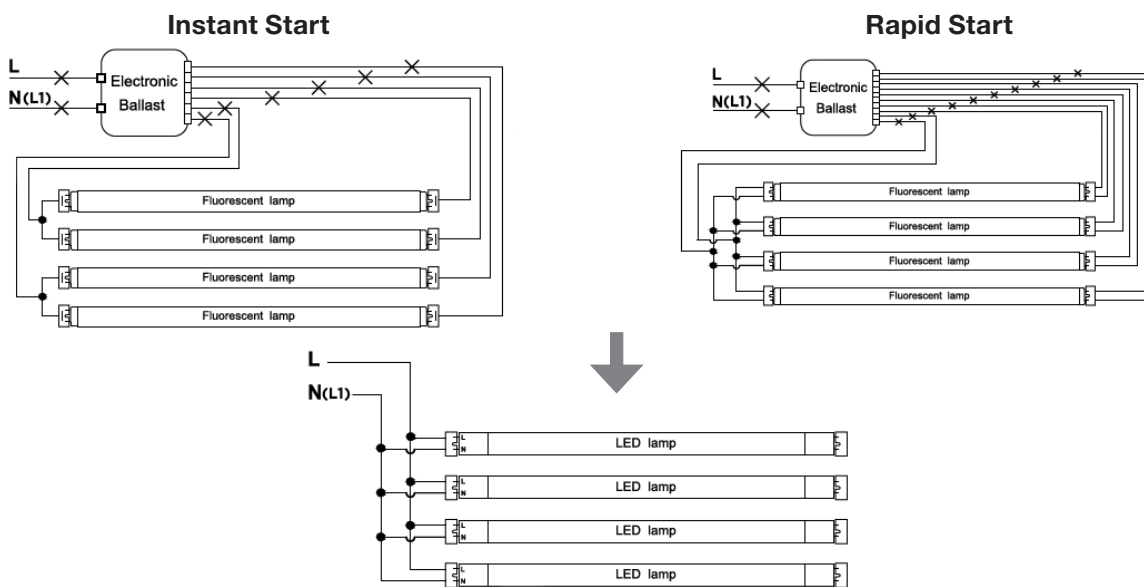 Instant Start
L
N(L1)
Electronic
Ballast
Fluorescent lamp
Fluorescent lamp
Fluorescent lamp
Fluorescent lamp
Rapid Start
L
N(L1)
Electronic
Ballast
Fluorescent lamp
Fluorescent lamp
Fluorescent lamp
Fluorescent lamp
L
N(L1)
L
N
LED lamp
L
N
LED lamp
L
N
LED lamp
L
N
LED lamp